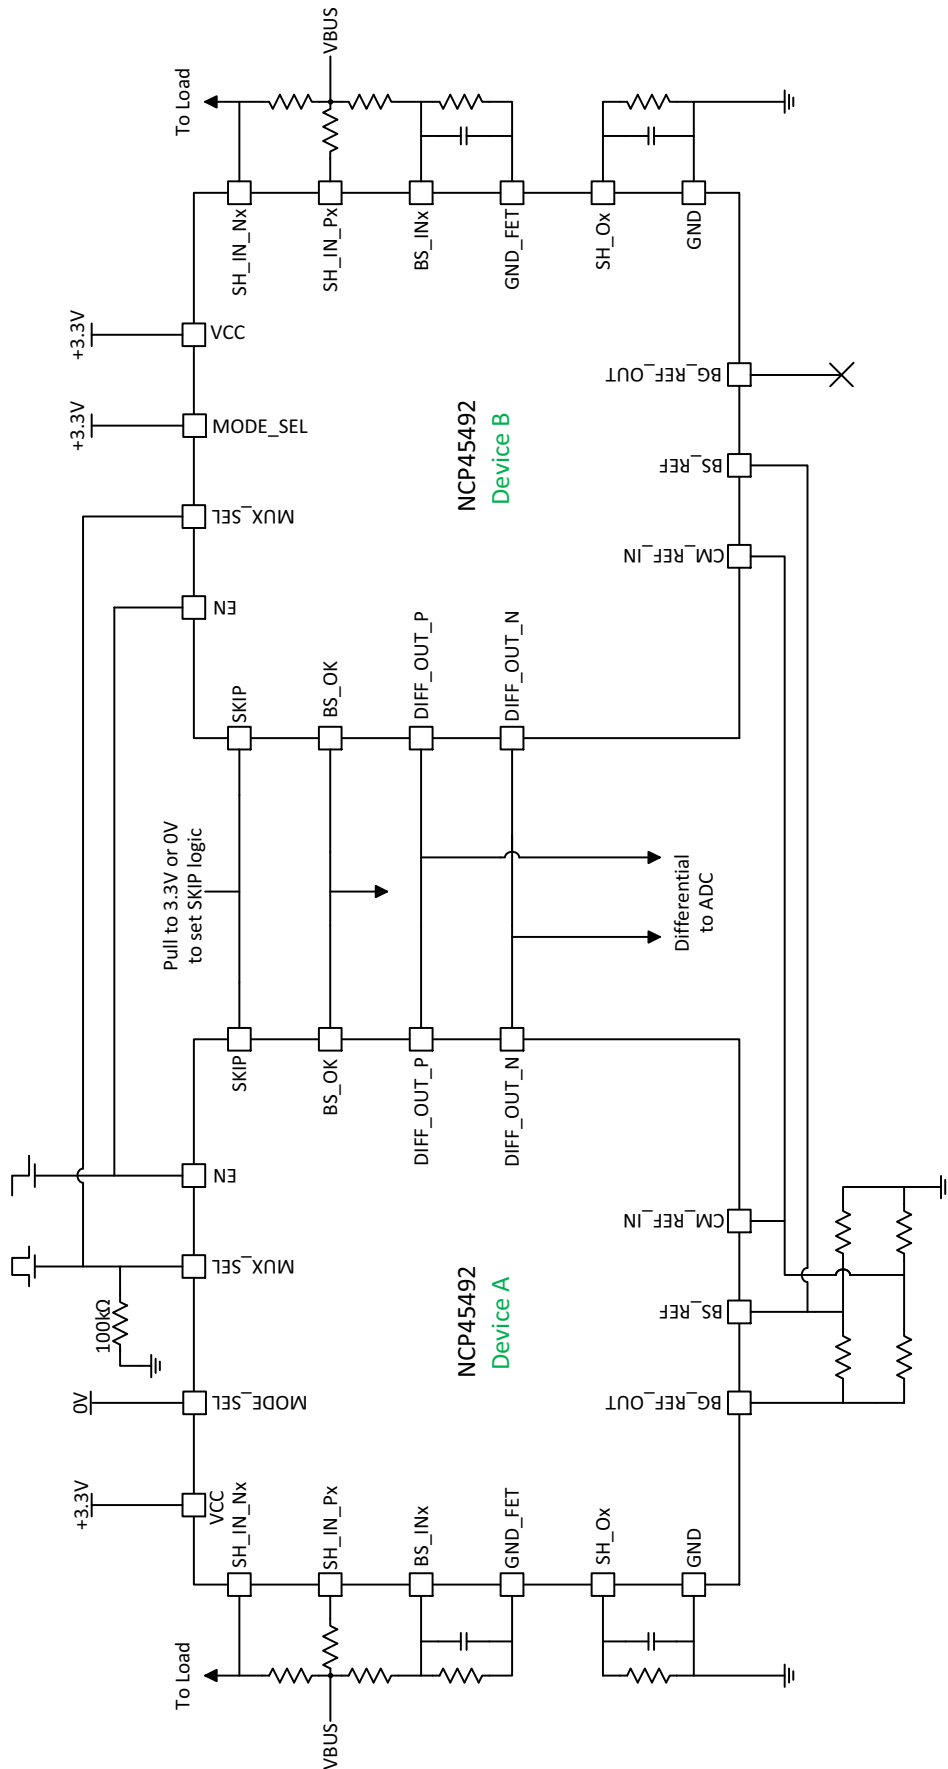 VBUS
To Load
SH_IN_Nx
SH_IN_Px
BS_INx
GND_FET
SH_Ox
GND
+3.3V
VCC
+3.3V
MODE_SEL
MUX_SEL
EN
NCP45492
Device B
BG_REF_OUT
BS_REF
CM_REF_IN
SKIP
BS_OK
DIFF_OUT_P
DIFF_OUT_N
Pull to 3.3V or 0V
to set SKIP logic
Differential
to ADC
SKIP
BS_OK
DIFF_OUT_P
DIFF_OUT_N
EN
MUX_SEL
100kΩ
0V
MODE_SEL
+3.3V
VCC
NCP45492
Device A
CM_REF_IN
BS_REF
BG_REF_OUT
SH_IN_Nx
SH_IN_Px
BS_INx
GND_FET
SH_Ox
GND
To Load
VBUS